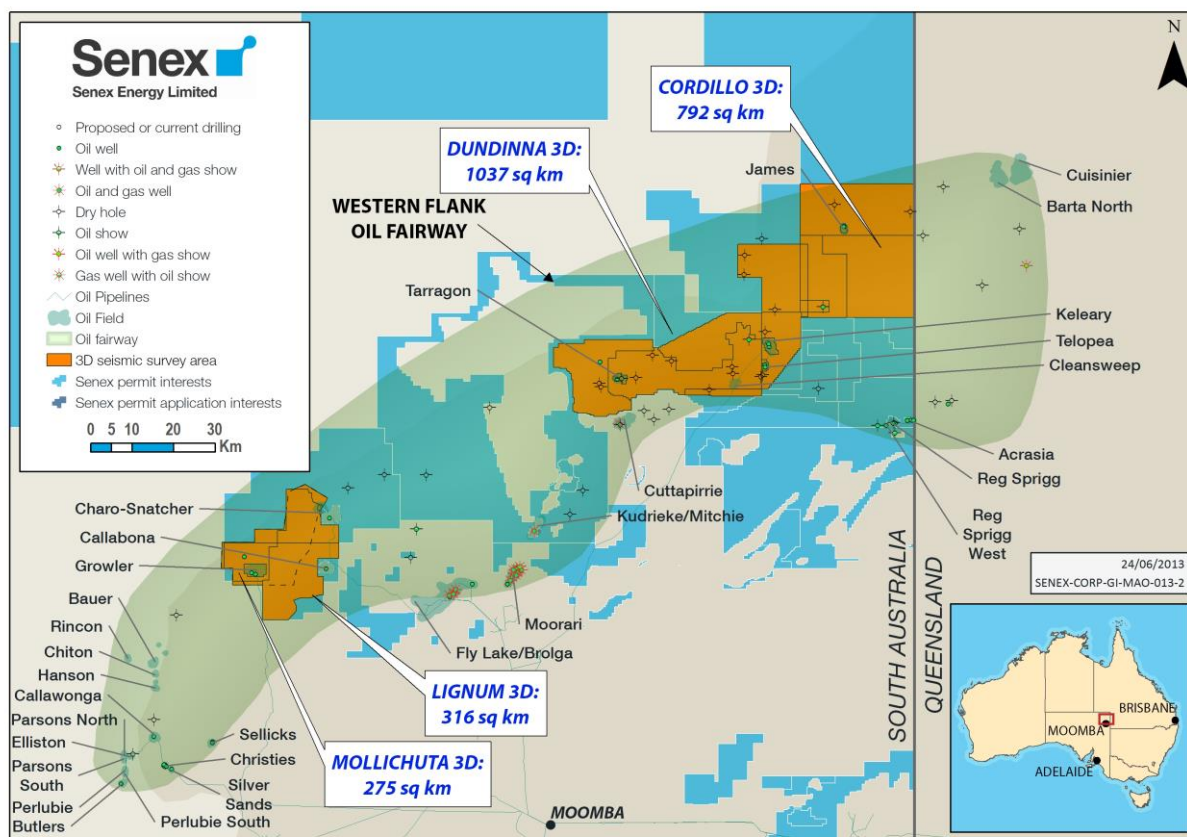 Senex
Senex Energy Limited
Proposed or current drilling
Oil well
Well with oil and gas show
Oil and gas well
Dry hole
Oil show
Oil well with gas show
Gas well with oil show
Oil Pipelines
Oil Field
Oil fairway
3D seismic survey area
Senex permit interests
Senex permit application interests
0 5 10 20 30
Km
N
CORDILLO 3D:
792 sq km
DUNDINNA 3D:
1037 sq km
James
Cuisinier
Barta North
WESTERN FLANK
OIL FAIRWAY
Tarragon
Keleary
Telopea
Cleansweep
Acrasia
Reg Sprigg
Reg
Sprigg
West
Cuttapirrie
Kudrieke/Mitchie
Charo-Snatcher
Callabona
Growler
Bauer
Rincon
Chiton
Hanson
Callawonga
Parsons North
Elliston
Parsons
South
Perlubie
Butlers
Moorari
Fly Lake/Brolga
LIGNUM 3D:
316 sq km
MOLLICHUTA 3D:
275 sq km
Sellicks
Christies
Silver
Sands
Perlubie South
MOOMBA
SOUTH AUSTRALIA
QUEENSLAND
24/06/2013
SENEX-CORP-GI-MAO-013-2
BRISBANE
MOOMBA
ADELAIDE